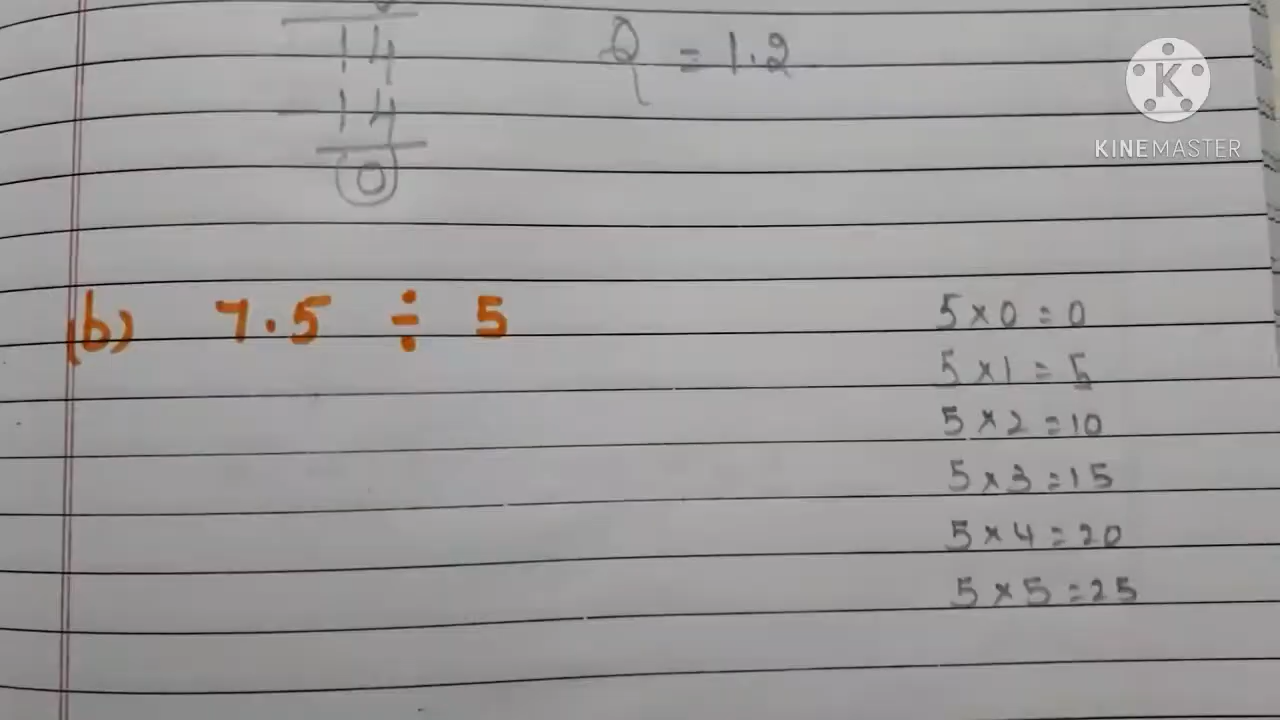 14
Q = 1.2
- 14
0
KINEMASTER
(b) 7.5 ÷ 5
5 × 0 = 0
5 × 1 = 5
5 × 2 = 10
5 × 3 = 15
5 × 4 = 20
5 × 5 = 25